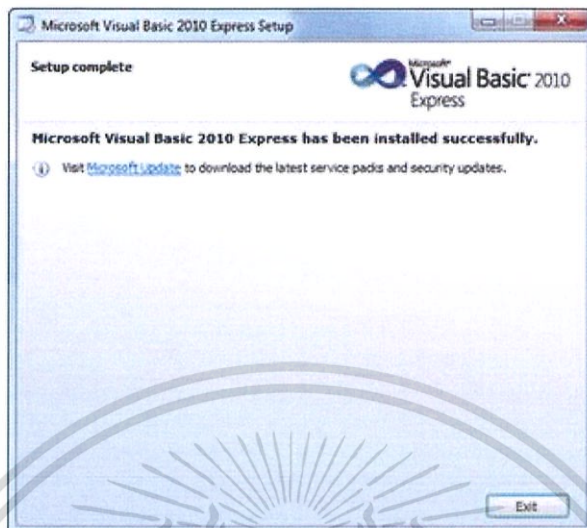 Microsoft Visual Basic 2010 Express Setup
Setup complete
Microsoft
Visual Basic 2010
Express
Microsoft Visual Basic 2010 Express has been installed successfully.
Visit Microsoft Update to download the latest service packs and security updates.
Exit